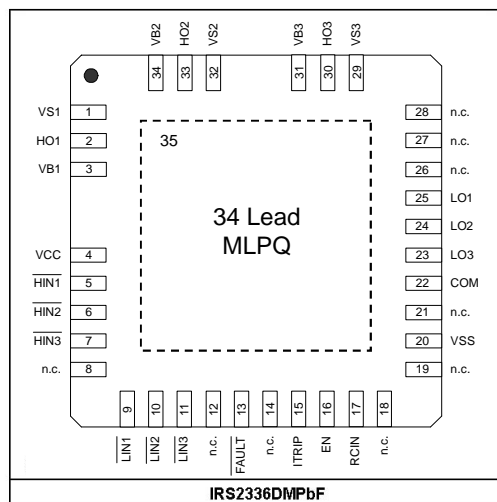 VB2 HO2 VS2 VB3 HO3 VS3
34 33 32 31 30 29
VS1 1 28 n.c.
HO1 2 27 n.c.
VB1 3 26 n.c.
35
25 LO1
34 Lead
MLPQ
24 LO2
VCC 4 23 LO3
HIN1 5 22 COM
HIN2 6 21 n.c.
HIN3 7 20 VSS
n.c. 8 19 n.c.
9 10 11 12 13 14 15 16 17 18
LIN1 LIN2 LIN3 n.c. FAULT n.c. ITRIP EN RCIN n.c.
IRS2336DMPbF